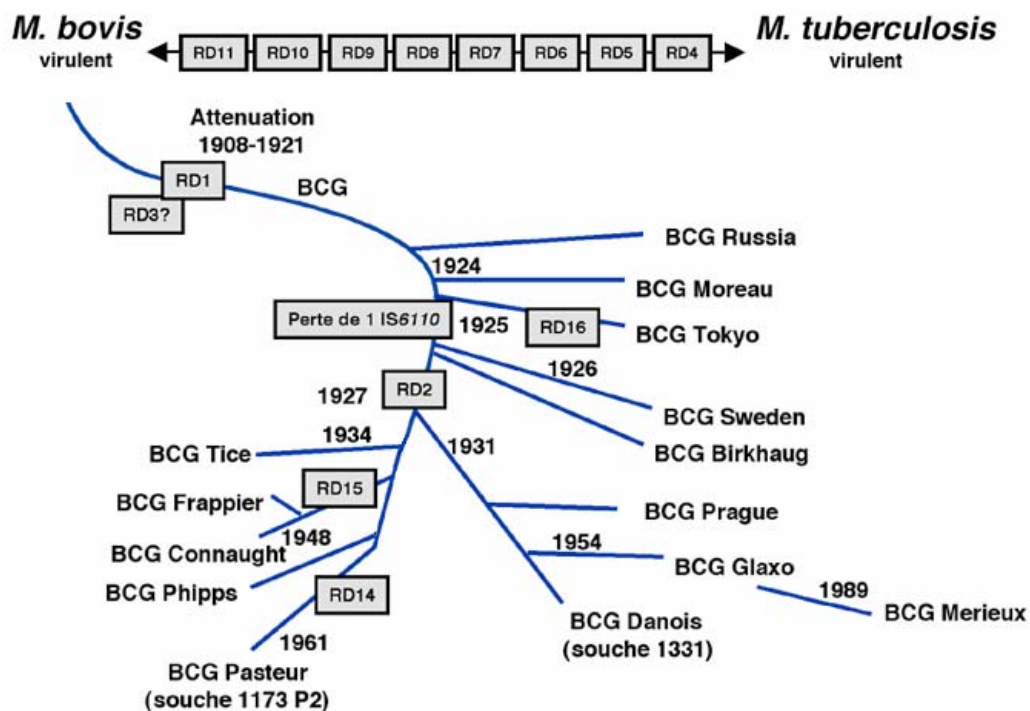 M. bovis
virulent
RD11 RD10 RD9 RD8 RD7 RD6 RD5 RD4
M. tuberculosis
virulent
Attenuation
1908-1921
RD1
RD3?
BCG
BCG Russia
1924
BCG Moreau
Perte de 1 IS6110
1925
RD16
BCG Tokyo
1926
BCG Sweden
BCG Birkhaug
1927
RD2
1934
BCG Tice
1931
RD15
BCG Frappier
1948
BCG Connaught
BCG Phipps
RD14
1961
BCG Pasteur
(souche 1173 P2)
BCG Prague
1954
BCG Glaxo
1989
BCG Merieux
BCG Danois
(souche 1331)